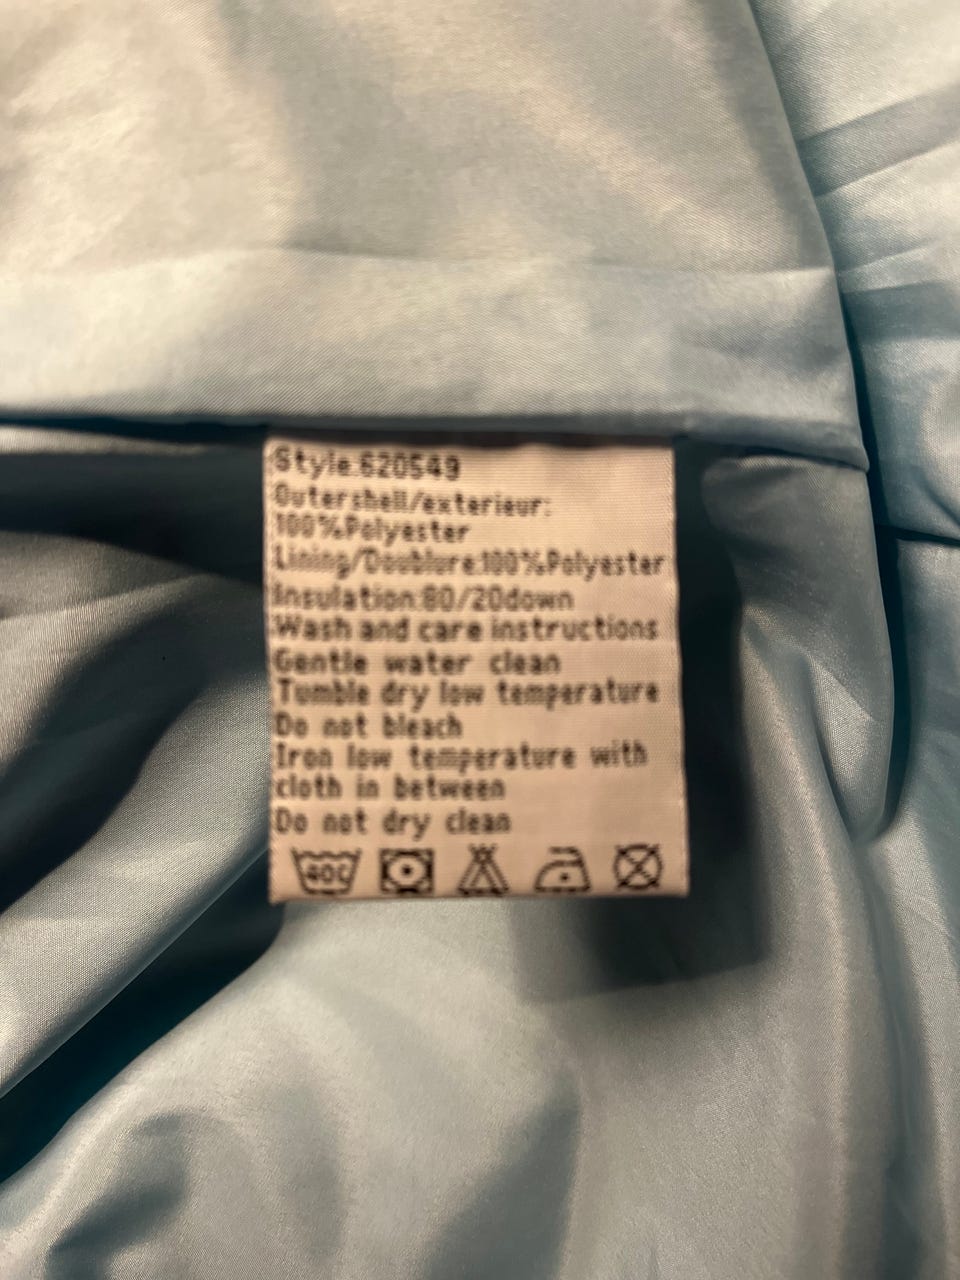 Style:620549
Outershell/exterieur:
100%Polyester
Lining/Doublure:100%Polyester
Insulation:80/20down
Wash and care instructions
Gentle water clean
Tumble dry low temperature
Do not bleach
Iron low temperature with
cloth in between
Do not dry clean
40C